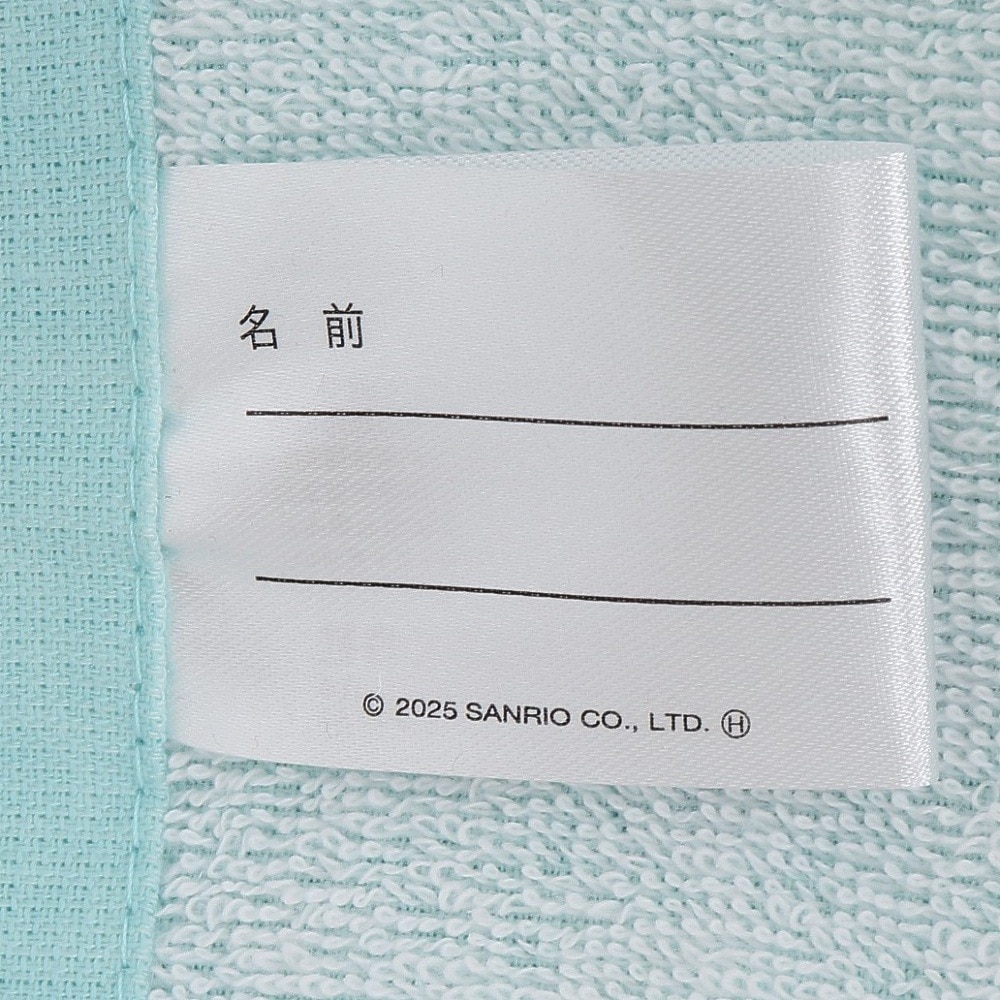 名 前
© 2025 SANRIO CO., LTD. Ⓗ